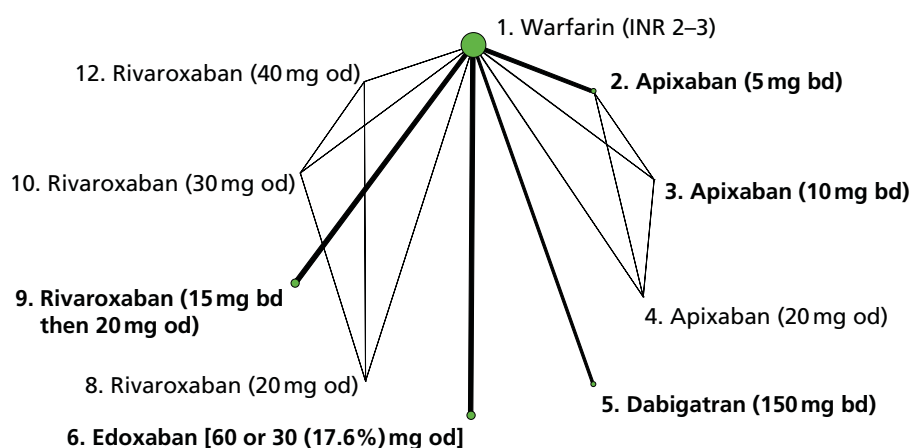 1. Warfarin (INR 2–3)
12. Rivaroxaban (40 mg od)
2. Apixaban (5 mg bd)
10. Rivaroxaban (30 mg od)
3. Apixaban (10 mg bd)
9. Rivaroxaban (15 mg bd
then 20 mg od)
4. Apixaban (20 mg od)
8. Rivaroxaban (20 mg od)
5. Dabigatran (150 mg bd)
6. Edoxaban [60 or 30 (17.6%) mg od]